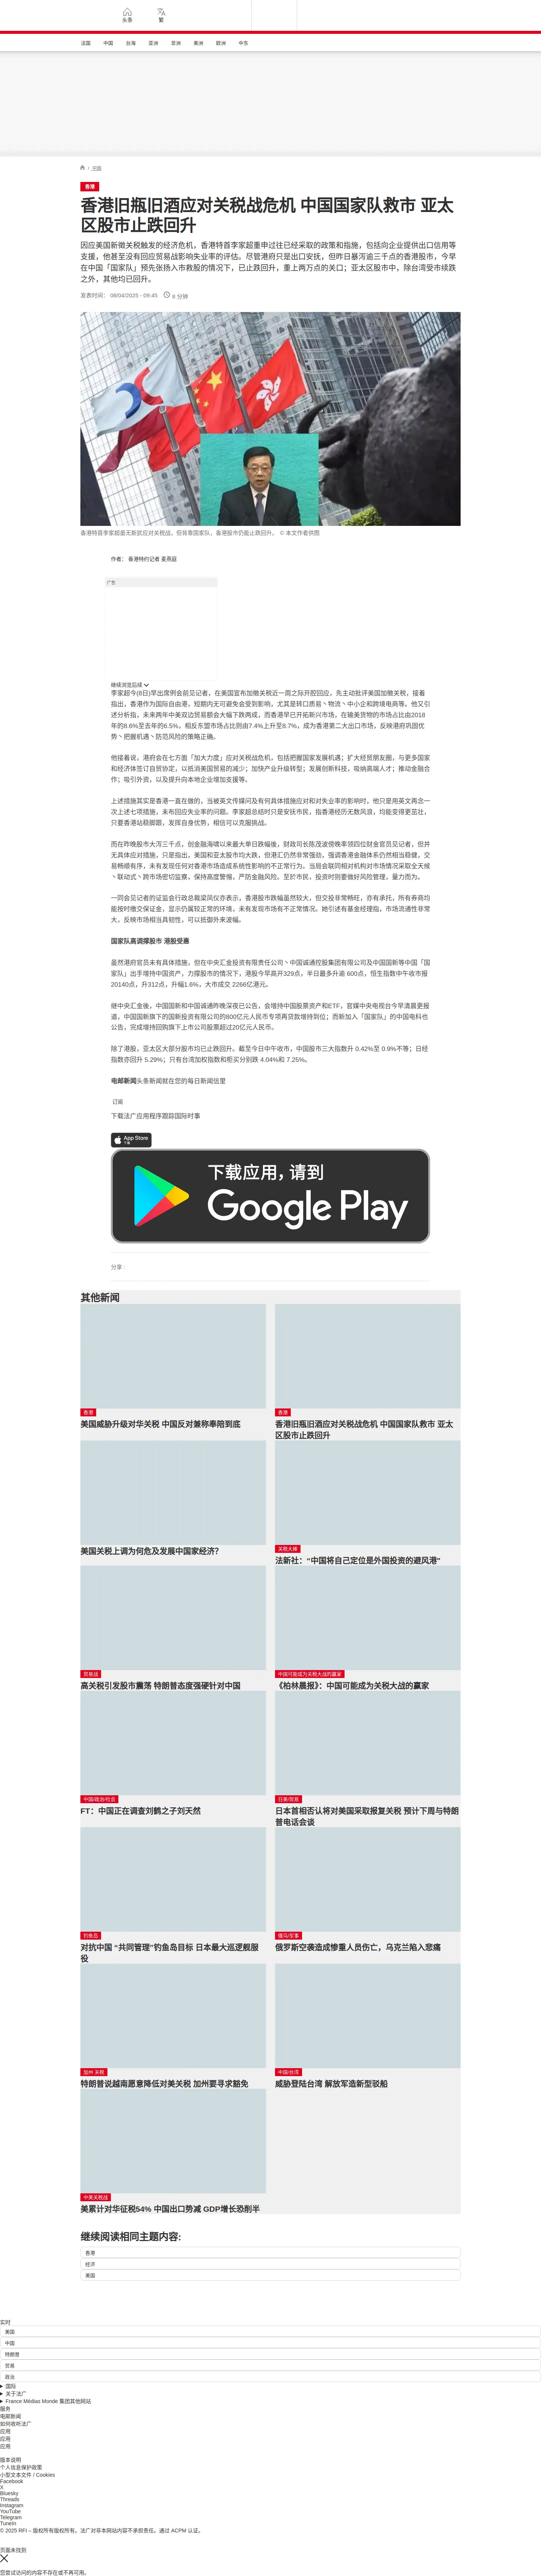 头条
繁
法国 中国 台海 亚洲 非洲 美洲 欧洲 中东
/ 中国
香港
香港旧瓶旧酒应对关税战危机 中国国家队救市 亚太
区股市止跌回升
因应美国新徵关税触发的经济危机，香港特首李家超重申过往已经采取的政策和指施，包括向企业提供出口信用等
支援，他甚至没有回应贸易战影响失业率的评估。尽管港府只是出口安抚，但昨日暴泻逾三千点的香港股市，今早
在中国「国家队」预先张扬入市救股的情况下，已止跌回升，重上两万点的关口；亚太区股市中，除台湾受市续跌
之外，其他均已回升。
发表时间： 08/04/2025 - 09:45 8 分钟
香港特首李家超虽无新武应对关税战，但背靠国家队，香港股市仍能止跌回升。 © 本文作者供图
作者： 香港特约记者 麦燕庭
广告
继续浏览后续
李家超今(8日)早出席例会前见记者，在美国宣布加徵关税近一周之际开腔回应，先主动批评美国加徵关税，接着
指出，香港作为国际自由港，短期内无可避免会受到影响，尤其是转口质易丶物流丶中小企和跨境电商等。他又引
述分析指，未来两年中美双边贸易额会大幅下跌两成，而香港早已开拓新兴市场，在输美货物的市场占比由2018
年的8.6%至去年的6.5%，相反东盟市场占比则由7.4%上升至8.7%，成为香港第二大出口市场，反映港府巩固优
势丶把握机遇丶防范风险的策略正确。
他接着说，港府会在七方面「加大力度」应对关税战危机，包括把握国家发展机遇；扩大经贸朋友圈，与更多国家
和经济体签订自贸协定，以抵消美国贸易的减少；加快产业升级转型；发展创新科技，吸纳高端人才；推动金融合
作；吸引外资，以及提升向本地企业增加支援等。
上述措施其实是香港一直在做的，当被英文传媒问及有何具体措施应对和对失业率的影响时，他只是用英文再念一
次上述七项措施，未布回应失业率的问题。李家超总结时只是安抚市民，指香港经历无数风浪，均能变得更茁壮，
只要香港站稳脚跟，发挥自身优势，相信可以克服挑战。
而在昨晚股市大泻三千点，创金融海啸以来最大单日跌幅後，财政司长陈茂波傍晚率领四位财金官员见记者，但并
无具体应对措施，只是指出，美国和亚太股市均大跌，但港汇仍然非常强劲，强调香港金融体系仍然相当稳健，交
易畅顺有序，未有发现任何对香港市场造成系统性影响的不正常行为。当局会联同相对机构对市场情况采取全天候
丶联动式丶跨市场密切监察，保持高度警惕，严防金融风险。至於市民，投资时则要做好风险管理，量力而为。
一同会见记者的证监会行政总裁梁凤仪亦表示，香港股市跌幅虽然较大，但交投非常畅旺，亦有承托，所有券商均
能按时缴交保证金，显示仍属较正常的环境，未有发现市场有不正常情况。她引述有基金经理指，市场流通性非常
大，反映市场相当具韧性，可以抵御外来波幅。
国家队高调撑股市 港股受惠
虽然港府官员未有具体措施，但在中央汇金投资有限责任公司丶中国诚通控股集团有限公司及中国国新等中国「国
家队」出手增持中国资产，力撑股市的情况下，港股今早高开329点，半日最多升逾 600点，恒生指数中午收市报
20140点，升312点，升幅1.6%，大市成交 2266亿港元。
继中央汇金後，中国国新和中国诚通昨晚深夜已公告，会增持中国股票资产和ETF，官媒中央电视台今早清晨更报
道，中国国新旗下的国新投资有限公司的800亿元人民币专项再贷款增持到位；而新加入「国家队」的中国电科也
公告，完成增持回购旗下上市公司股票超过20亿元人民币。
除了港股，亚太区大部分股市均已止跌回升。截至今日中午收市，中国股市三大指数升 0.42%至 0.9%不等；日经
指数亦回升 5.29%；只有台湾加权指数和柜买分别跌 4.04%和 7.25%。
电邮新闻头条新闻就在您的每日新闻信里
订阅
下载法广应用程序跟踪国际时事
App Store
下载
下载应用，请到
Google Play
分享 :
其他新闻
香港
美国威胁升级对华关税 中国反对兼称奉陪到底
香港
香港旧瓶旧酒应对关税战危机 中国国家队救市 亚太
区股市止跌回升
美国关税上调为何危及发展中国家经济？
关税大棒
法新社：“中国将自己定位是外国投资的避风港”
贸易战
高关税引发股市震荡 特朗普态度强硬针对中国
中国可能成为关税大战的赢家
《柏林晨报》：中国可能成为关税大战的赢家
中国/政治/社会
FT：中国正在调查刘鹤之子刘天然
日美/贸易
日本首相否认将对美国采取报复关税 预计下周与特朗
普电话会谈
钓鱼岛
对抗中国 “共同管理”钓鱼岛目标 日本最大巡逻舰服
役
俄乌/军事
俄罗斯空袭造成惨重人员伤亡，乌克兰陷入悲痛
加州 关税
特朗普说越南愿意降低对美关税 加州要寻求豁免
中国/台湾
威胁登陆台湾 解放军造新型驳船
中美关税战
美累计对华征税54% 中国出口势减 GDP增长恐削半
继续阅读相同主题内容:
香港
经济
美国
实时
美国
中国
特朗普
贸易
政治
国际
关于法广
France Médias Monde 集团其他网站
服务
电邮新闻
如何收听法广
应用
应用
应用
版本说明
个人信息保护政策
小型文本文件 / Cookies
Facebook
X
Bluesky
Threads
Instagram
YouTube
Telegram
TuneIn
© 2025 RFI – 版权所有版权所有。法广对非本网站内容不承担责任。通过 ACPM 认证。
页面未找到
您尝试访问的内容不存在或不再可用。